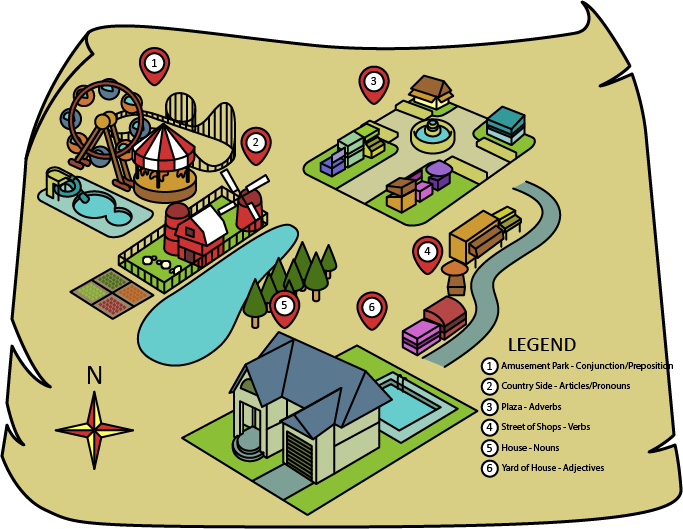 1
2
3
4
5
6
N
LEGEND
1 Amusement Park - Conjunction/Preposition
2 Country Side - Articles/Pronouns
3 Plaza - Adverbs
4 Street of Shops - Verbs
5 House - Nouns
6 Yard of House - Adjectives